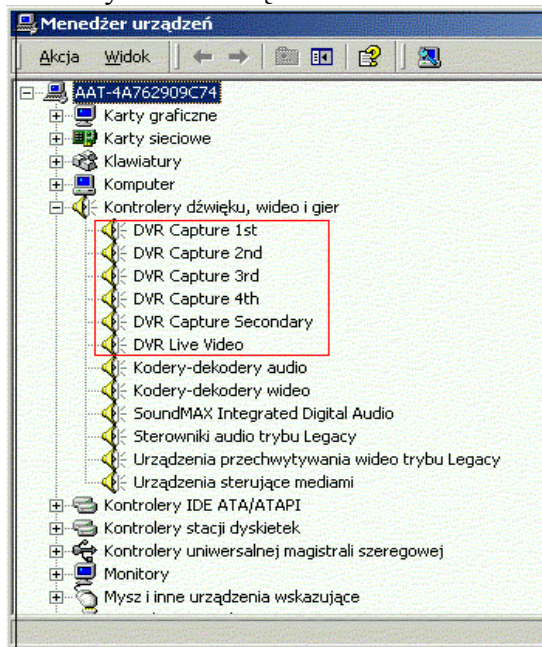 Menedżer urządzeń
Akcja Widok
AAT-4A762909C74
Karty graficzne
Karty sieciowe
Klawiatury
Komputer
Kontrolery dźwięku, wideo i gier
DVR Capture 1st
DVR Capture 2nd
DVR Capture 3rd
DVR Capture 4th
DVR Capture Secondary
DVR Live Video
Kodery-dekodery audio
Kodery-dekodery wideo
SoundMAX Integrated Digital Audio
Sterowniki audio trybu Legacy
Urządzenia przechwytywania wideo trybu Legacy
Urządzenia sterujące mediami
Kontrolery IDE ATA/ATAPI
Kontrolery stacji dyskietek
Kontrolery uniwersalnej magistrali szeregowej
Monitory
Mysz i inne urządzenia wskazujące